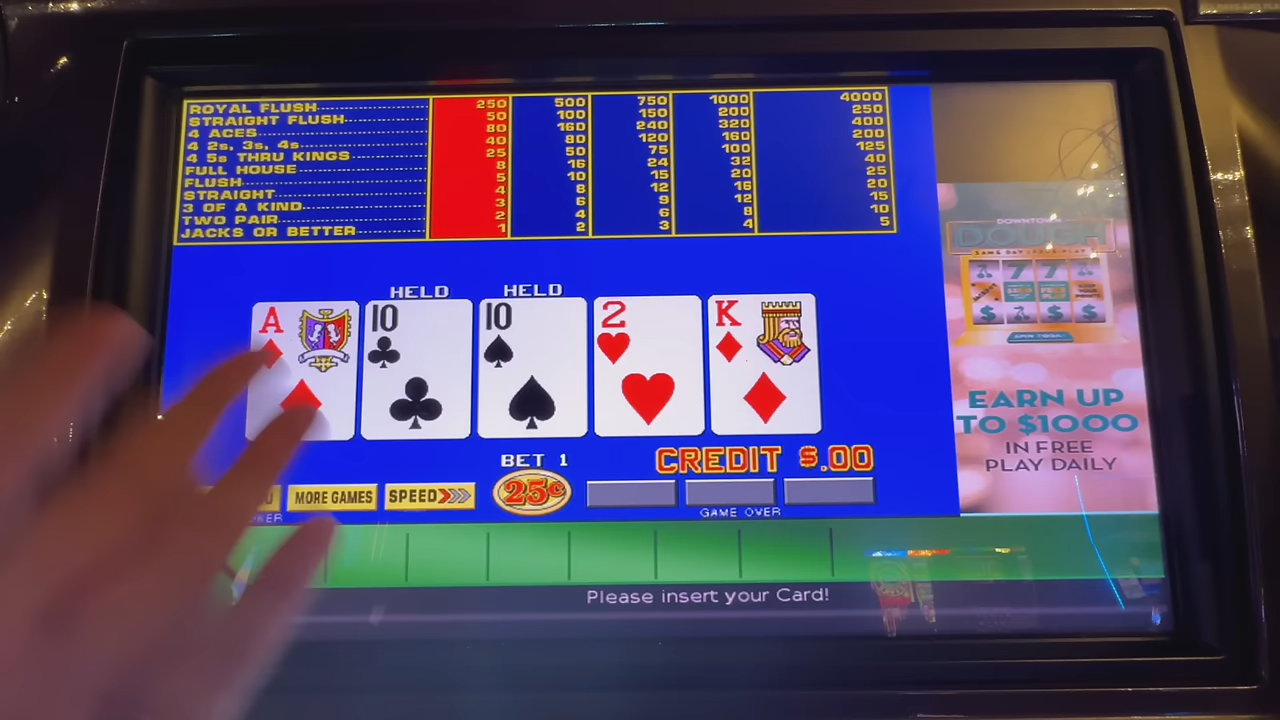 ROYAL FLUSH 250 500 750 1000 4000
STRAIGHT FLUSH 50 100 150 200 250
4 ACES 80 160 240 320 400
4 2s, 3s, 4s 40 80 120 160 200
4 5s THRU KINGS 25 50 75 100 125
FULL HOUSE 8 16 24 32 40
FLUSH 5 10 15 20 25
STRAIGHT 4 8 12 16 20
3 OF A KIND 3 6 9 12 15
TWO PAIR 2 4 6 8 10
JACKS OR BETTER 1 2 3 4 5
HELD HELD
A 10 10 2 K
BET 1
CREDIT $.00
MORE GAMES
SPEED
25¢
GAME OVER
Please insert your Card!
DOWNTOWN
DOUGH
7 7
$ $ $
EARN UP
TO $1000
IN FREE
PLAY DAILY